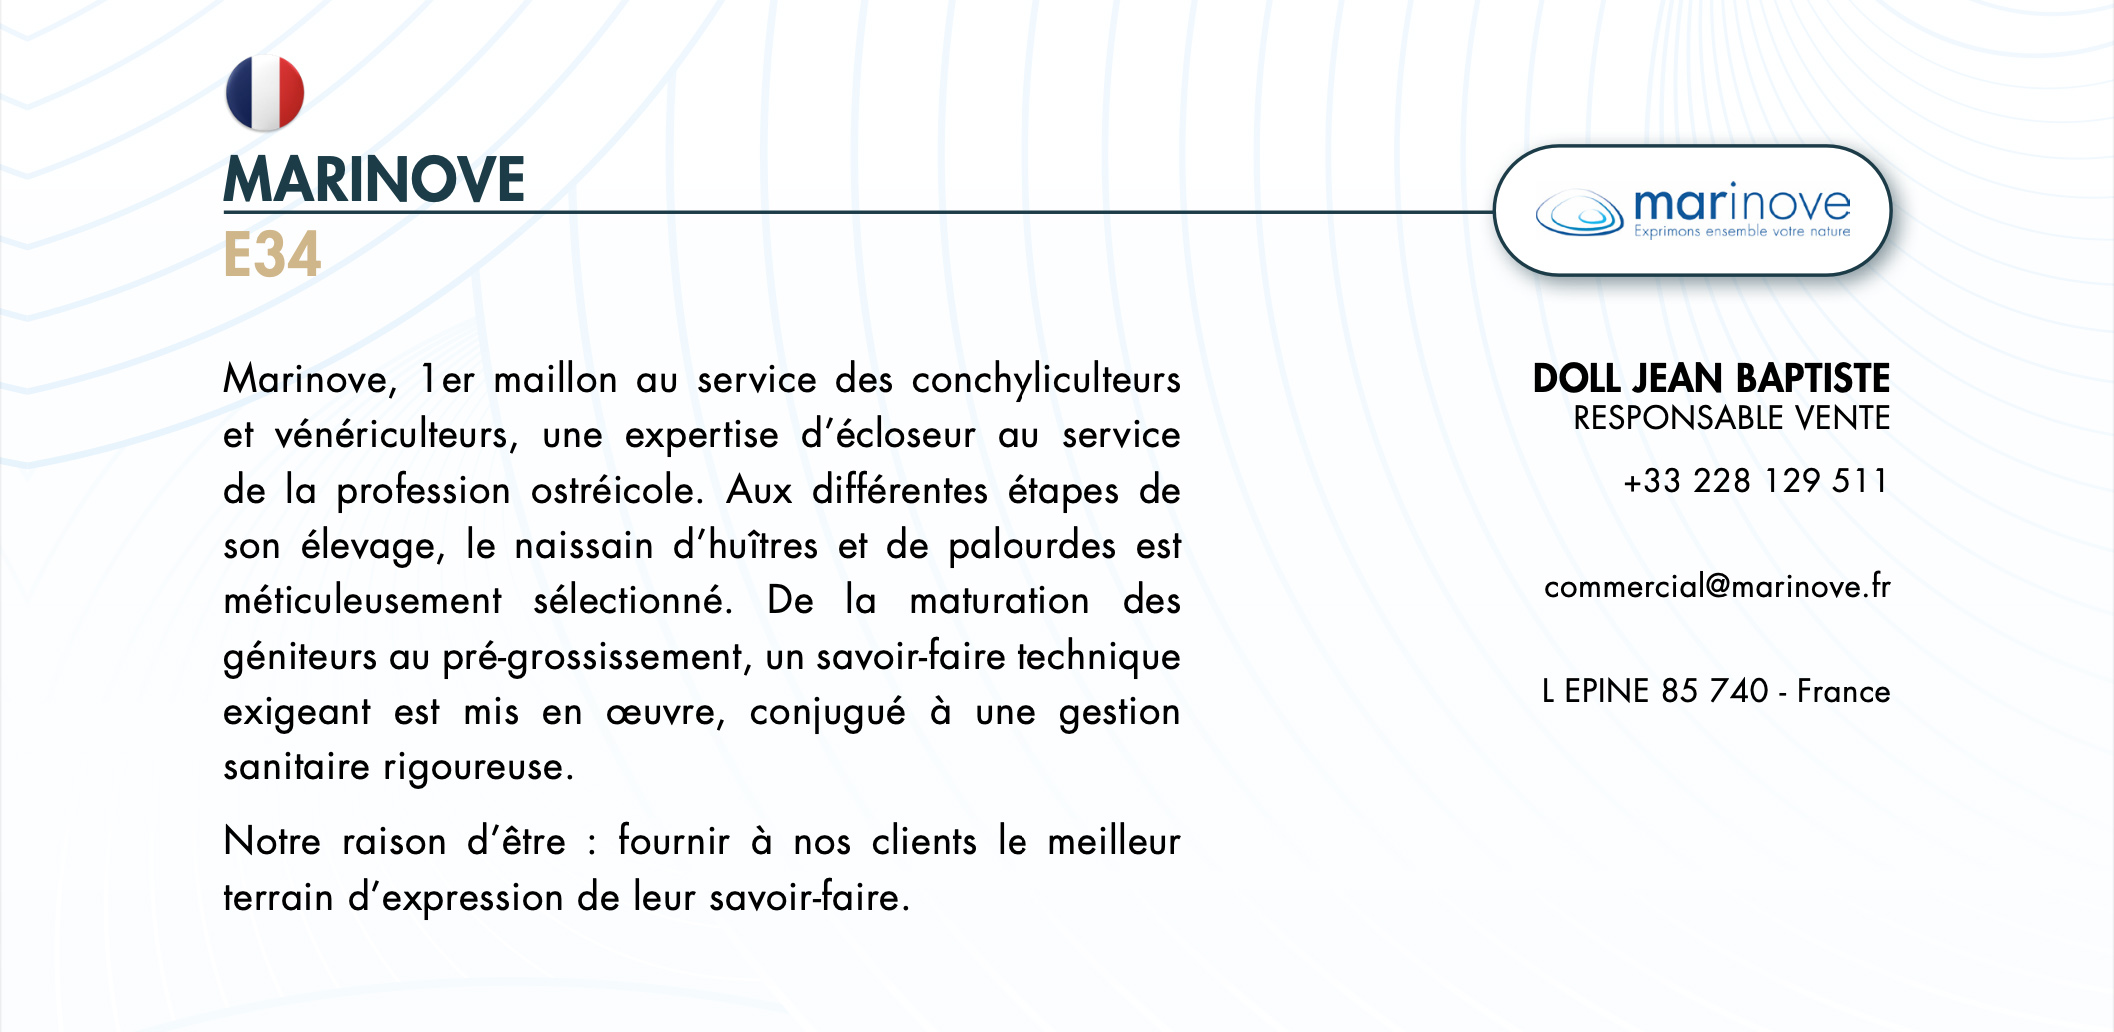 MARINOVE
E34
marinove
Exprimons ensemble votre nature
Marinove, 1er maillon au service des conchyliculteurs
et vénériculteurs, une expertise d’écloseur au service
de la profession ostréicole. Aux différentes étapes de
son élevage, le naissain d’huîtres et de palourdes est
méticuleusement sélectionné. De la maturation des
géniteurs au pré-grossissement, un savoir-faire technique
exigeant est mis en œuvre, conjugué à une gestion
sanitaire rigoureuse.
Notre raison d’être : fournir à nos clients le meilleur
terrain d’expression de leur savoir-faire.
DOLL JEAN BAPTISTE
RESPONSABLE VENTE
+33 228 129 511
commercial@marinove.fr
L EPINE 85 740 - France